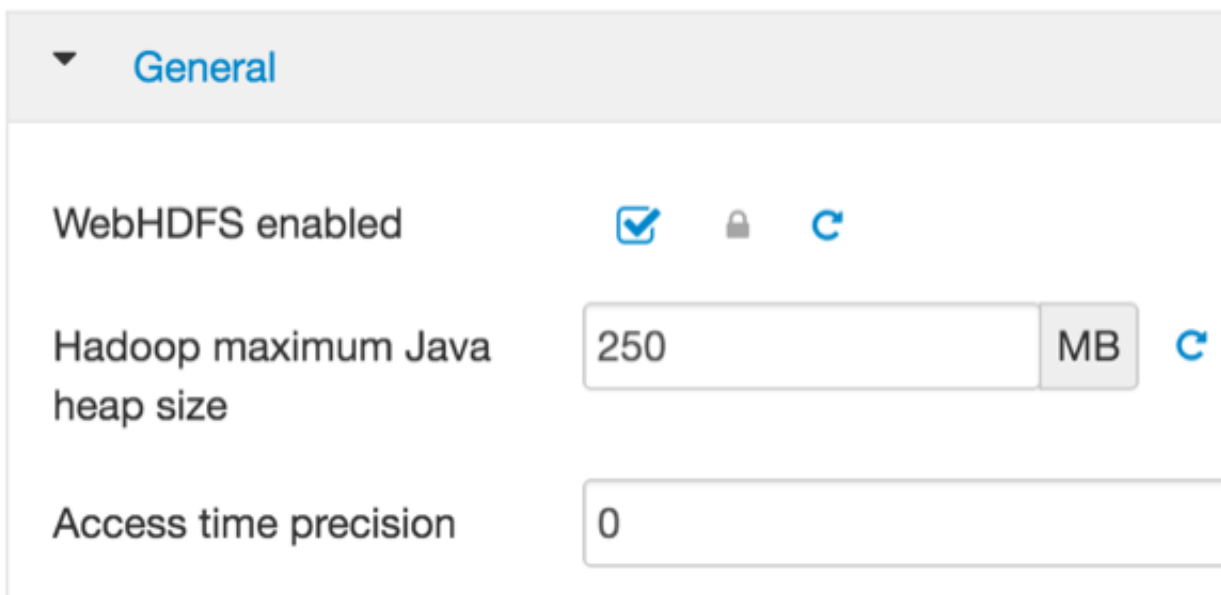 General
WebHDFS enabled
Hadoop maximum Java
heap size
250 MB
Access time precision
0